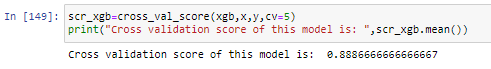 In [149]: scr_xgb=cross_val_score(xgb,x,y,cv=5)
print("Cross validation score of this model is: ",scr_xgb.mean())
Cross validation score of this model is:  0.8886666666666667